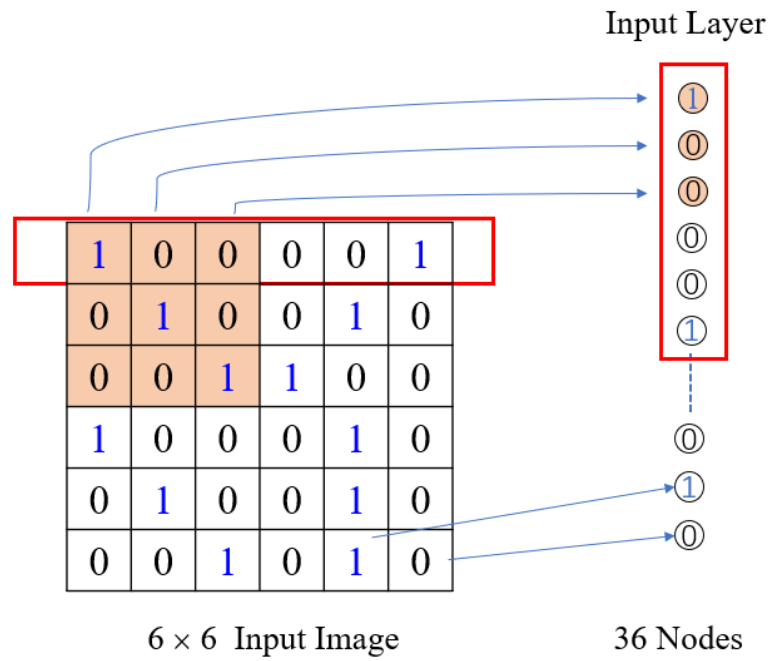 Input Layer
1
0
0
0
0
1
0
1
0
1 0 0 0 0 1
0 1 0 0 1 0
0 0 1 1 0 0
1 0 0 0 1 0
0 1 0 0 1 0
0 0 1 0 1 0
6 × 6 Input Image
36 Nodes